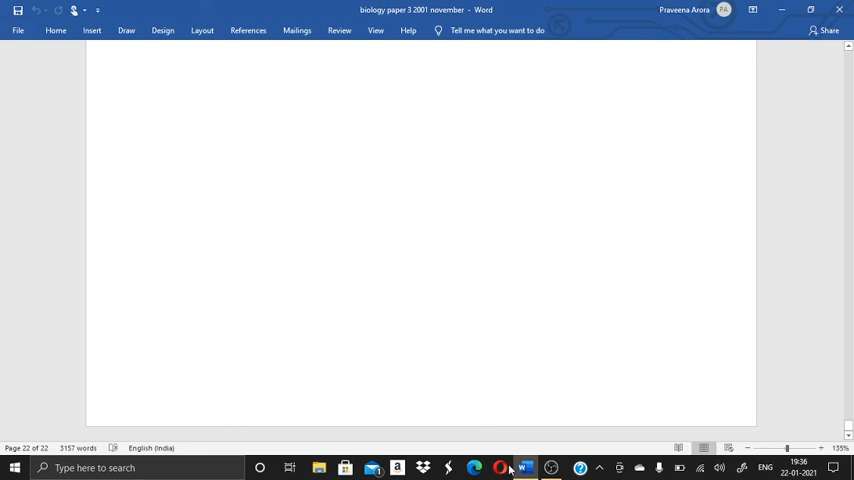 biology paper 3 2001 november - Word
Praveena Arora PA
File Home Insert Draw Design Layout References Mailings Review View Help Tell me what you want to do Share
Page 22 of 22 3157 words English (India) 135%
Type here to search
1
ENG
19:36
22-01-2021